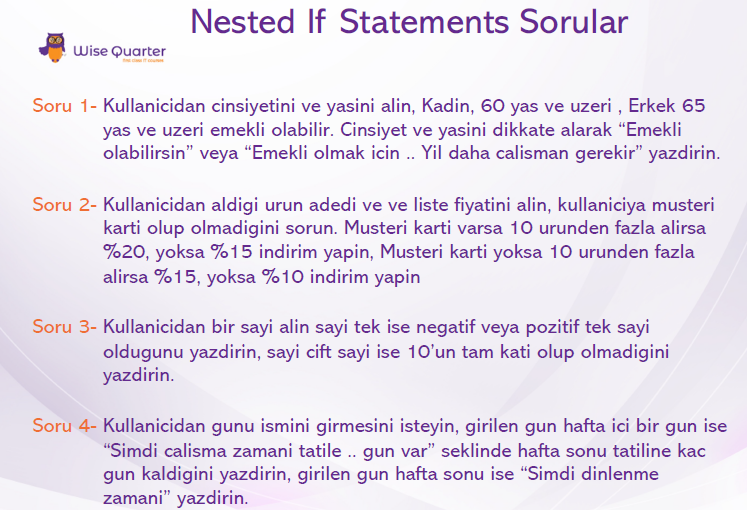 Nested If Statements Sorular
Wise Quarter
first class IT courses
Soru 1- Kullanicidan cinsiyetini ve yasini alin, Kadin, 60 yas ve uzeri , Erkek 65
yas ve uzeri emekli olabilir. Cinsiyet ve yasini dikkate alarak “Emekli
olabilirsin” veya “Emekli olmak icin .. Yil daha calisman gerekir” yazdirin.
Soru 2- Kullanicidan aldigi urun adedi ve ve liste fiyatini alin, kullaniciya musteri
karti olup olmadigini sorun. Musteri karti varsa 10 urunden fazla alirsa
%20, yoksa %15 indirim yapin, Musteri karti yoksa 10 urunden fazla
alirsa %15, yoksa %10 indirim yapin
Soru 3- Kullanicidan bir sayi alin sayi tek ise negatif veya pozitif tek sayi
oldugunu yazdirin, sayi cift sayi ise 10’un tam kati olup olmadigini
yazdirin.
Soru 4- Kullanicidan gunu ismini girmesini isteyin, girilen gun hafta ici bir gun ise
“Simdi calisma zamani tatile .. gun var” seklinde hafta sonu tatiline kac
gun kaldigini yazdirin, girilen gun hafta sonu ise “Simdi dinlenme
zamani” yazdirin.